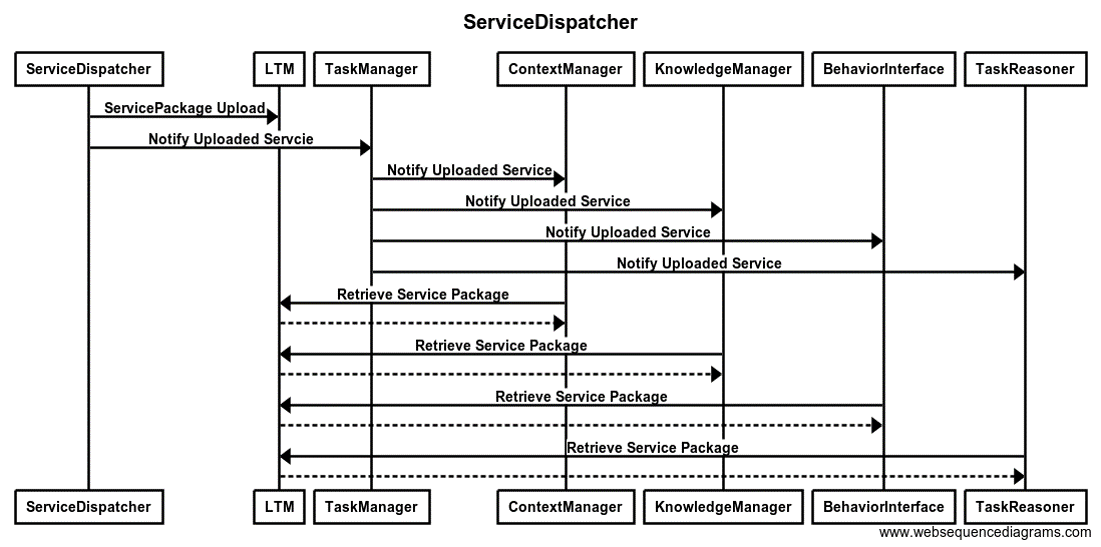 ServiceDispatcher
ServiceDispatcher LTM TaskManager ContextManager KnowledgeManager BehaviorInterface TaskReasoner
ServicePackage Upload
Notify Uploaded Servcie
Notify Uploaded Service
Notify Uploaded Service
Notify Uploaded Service
Notify Uploaded Service
Retrieve Service Package
Retrieve Service Package
Retrieve Service Package
Retrieve Service Package
ServiceDispatcher LTM TaskManager ContextManager KnowledgeManager BehaviorInterface TaskReasoner
www.websequencediagrams.com